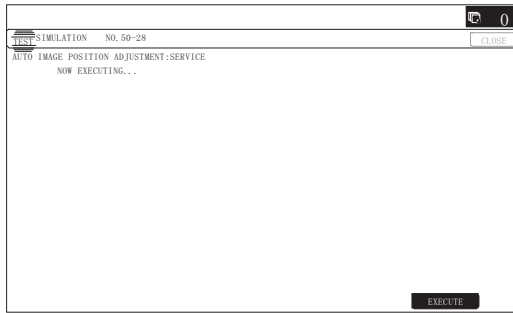 0
TEST SIMULATION NO.50-28
CLOSE
AUTO IMAGE POSITION ADJUSTMENT:SERVICE
NOW EXECUTING...
EXECUTE